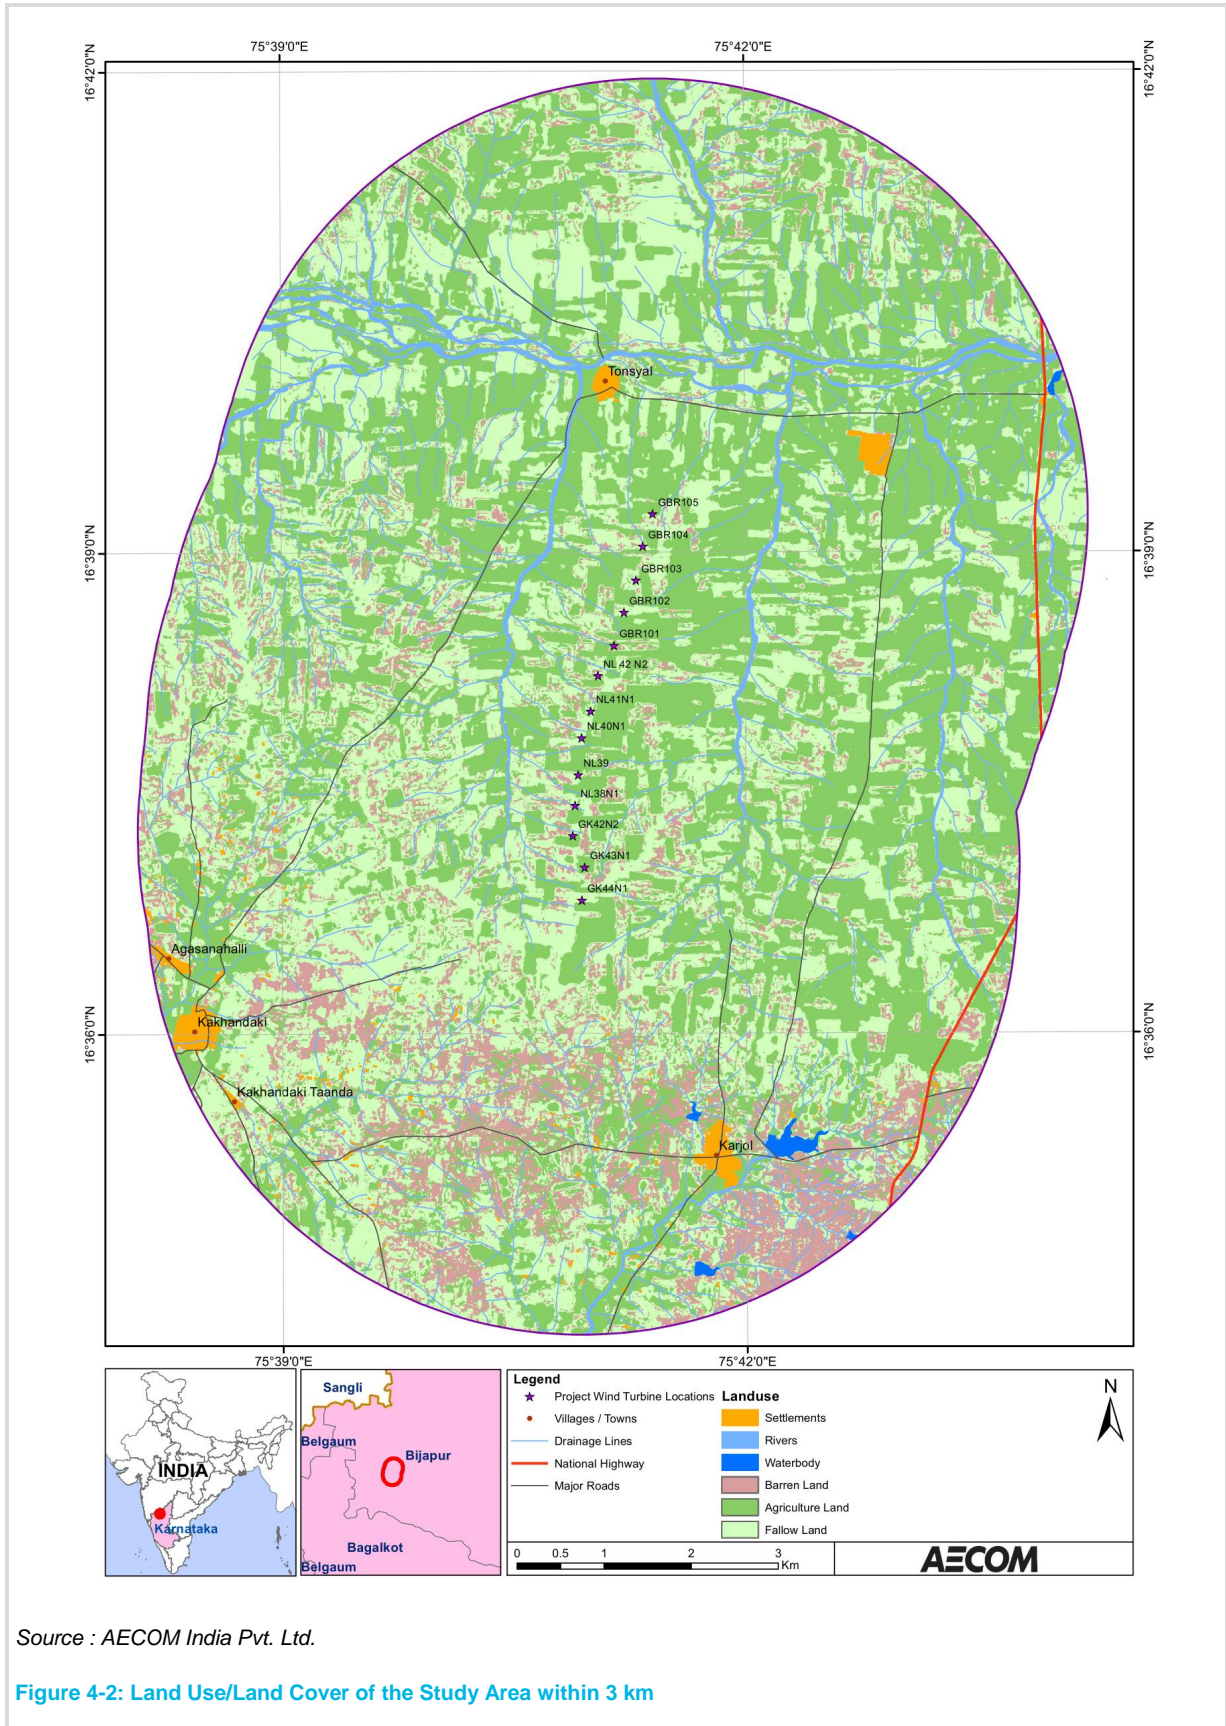 75°39'0"E
75°42'0"E
16°42'0"N
16°42'0"N
Tonsyal
GBR105
GBR104
16°39'0"N
16°39'0"N
GBR103
GBR102
GBR101
NL 42 N2
NL41N1
NL40N1
NL39
NL38N1
GK42N2
GK43N1
GK44N1
Agasanahalli
Kakhandaki
16°36'0"N
16°36'0"N
Kakhandaki Taanda
Karjol
75°39'0"E
75°42'0"E
INDIA
Karnataka
Sangli
Belgaum
Bijapur
Bagalkot
Belgaum
Legend
Project Wind Turbine Locations
Villages / Towns
Drainage Lines
National Highway
Major Roads
Landuse
Settlements
Rivers
Waterbody
Barren Land
Agriculture Land
Fallow Land
N
0 0.5 1 2 3
Km
AECOM
Source : AECOM India Pvt. Ltd.
Figure 4-2: Land Use/Land Cover of the Study Area within 3 km